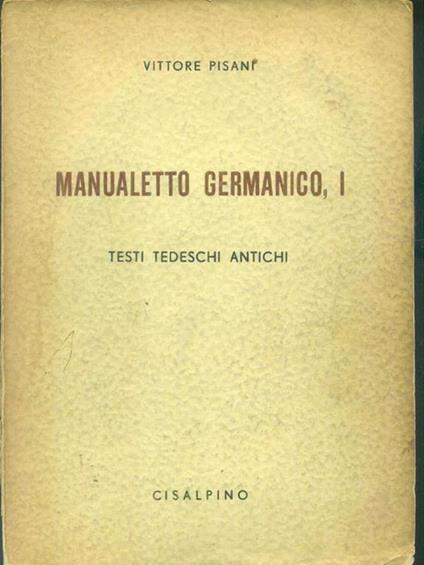 VITTORE PISANI
MANUALETTO GERMANICO, I
TESTI TEDESCHI ANTICHI
CISALPINO